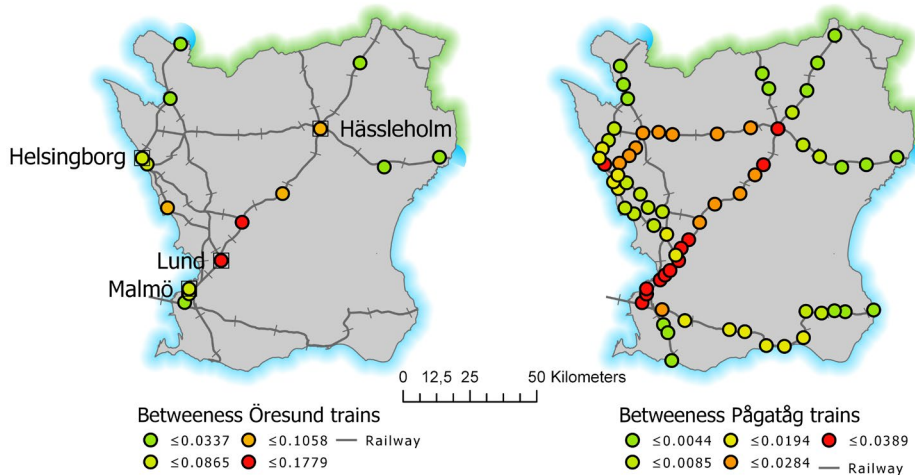 Hässleholm
Helsingborg
Lund
Malmö
0 12,5 25 50 Kilometers
Betweeness Öresund trains
≤0.0337 ≤0.1058 Railway
≤0.0865 ≤0.1779
Betweeness Pågatåg trains
≤0.0044 ≤0.0194 ≤0.0389
≤0.0085 ≤0.0284 Railway